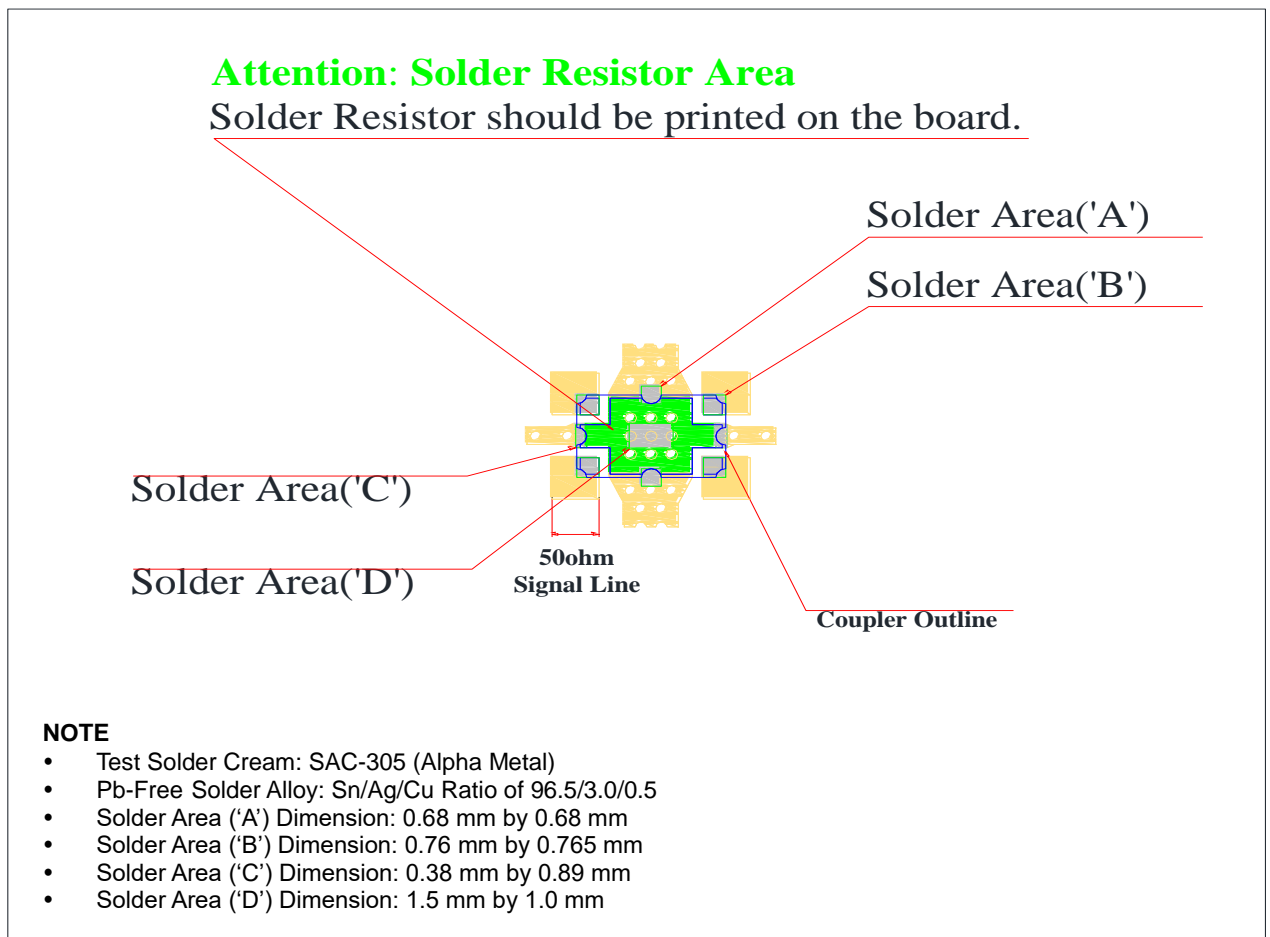 Attention: Solder Resistor Area
Solder Resistor should be printed on the board.
Solder Area('A')
Solder Area('B')
Solder Area('C')
Solder Area('D')
50ohm
Signal Line
Coupler Outline
NOTE
• Test Solder Cream: SAC-305 (Alpha Metal)
• Pb-Free Solder Alloy: Sn/Ag/Cu Ratio of 96.5/3.0/0.5
• Solder Area (‘A’) Dimension: 0.68 mm by 0.68 mm
• Solder Area (‘B’) Dimension: 0.76 mm by 0.765 mm
• Solder Area (‘C’) Dimension: 0.38 mm by 0.89 mm
• Solder Area (‘D’) Dimension: 1.5 mm by 1.0 mm